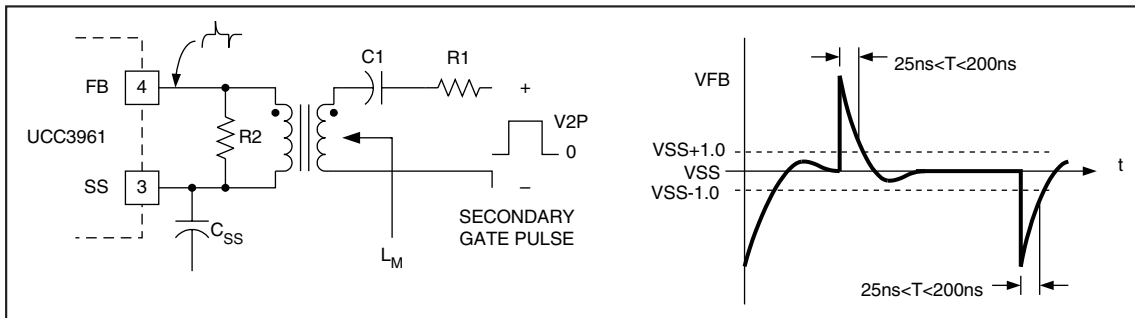 FB
4
UCC3961
SS
3
R2
C1
R1
+
V2P
0
–
C_SS
L_M
SECONDARY
GATE PULSE
VFB
25ns<T<200ns
VSS+1.0
VSS
VSS-1.0
t
25ns<T<200ns